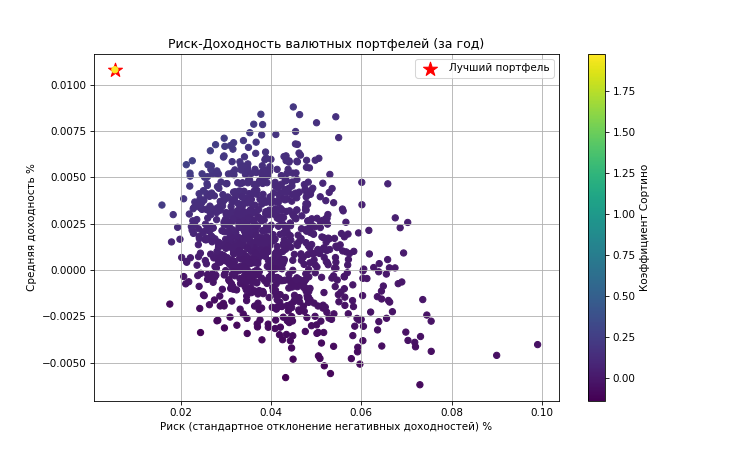 Риск-Доходность валютных портфелей (за год)
Лучший портфель
0.0100
0.0075
0.0050
0.0025
0.0000
−0.0025
−0.0050
Средняя доходность %
0.02 0.04 0.06 0.08 0.10
Риск (стандартное отклонение негативных доходностей) %
1.75
1.50
1.25
1.00
0.75
0.50
0.25
0.00
Коэффициент Сортино